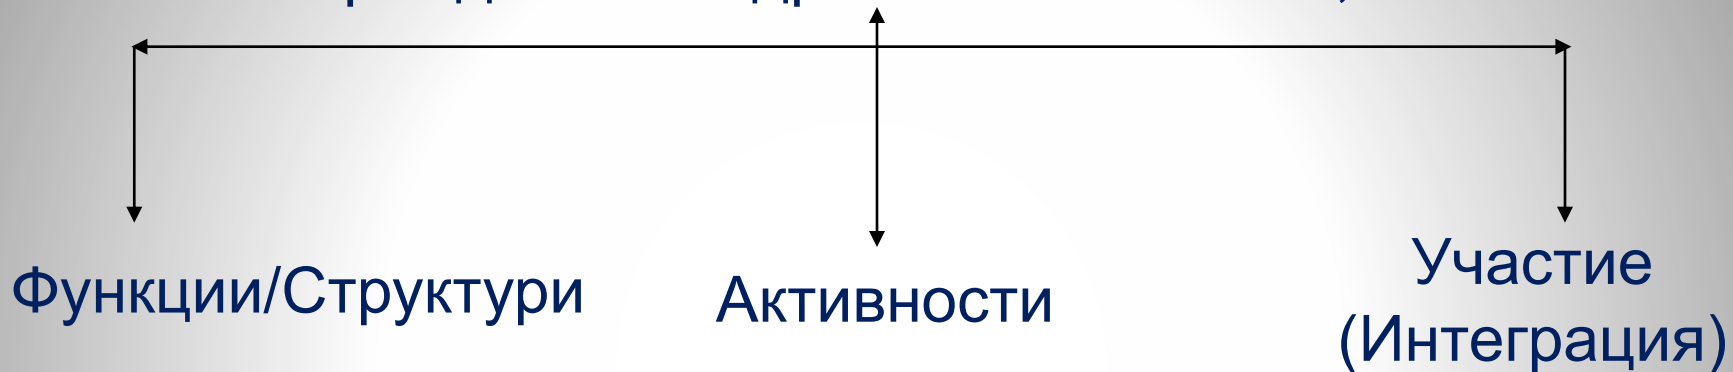 Функции/Структури
Активности
Участие
(Интеграция)